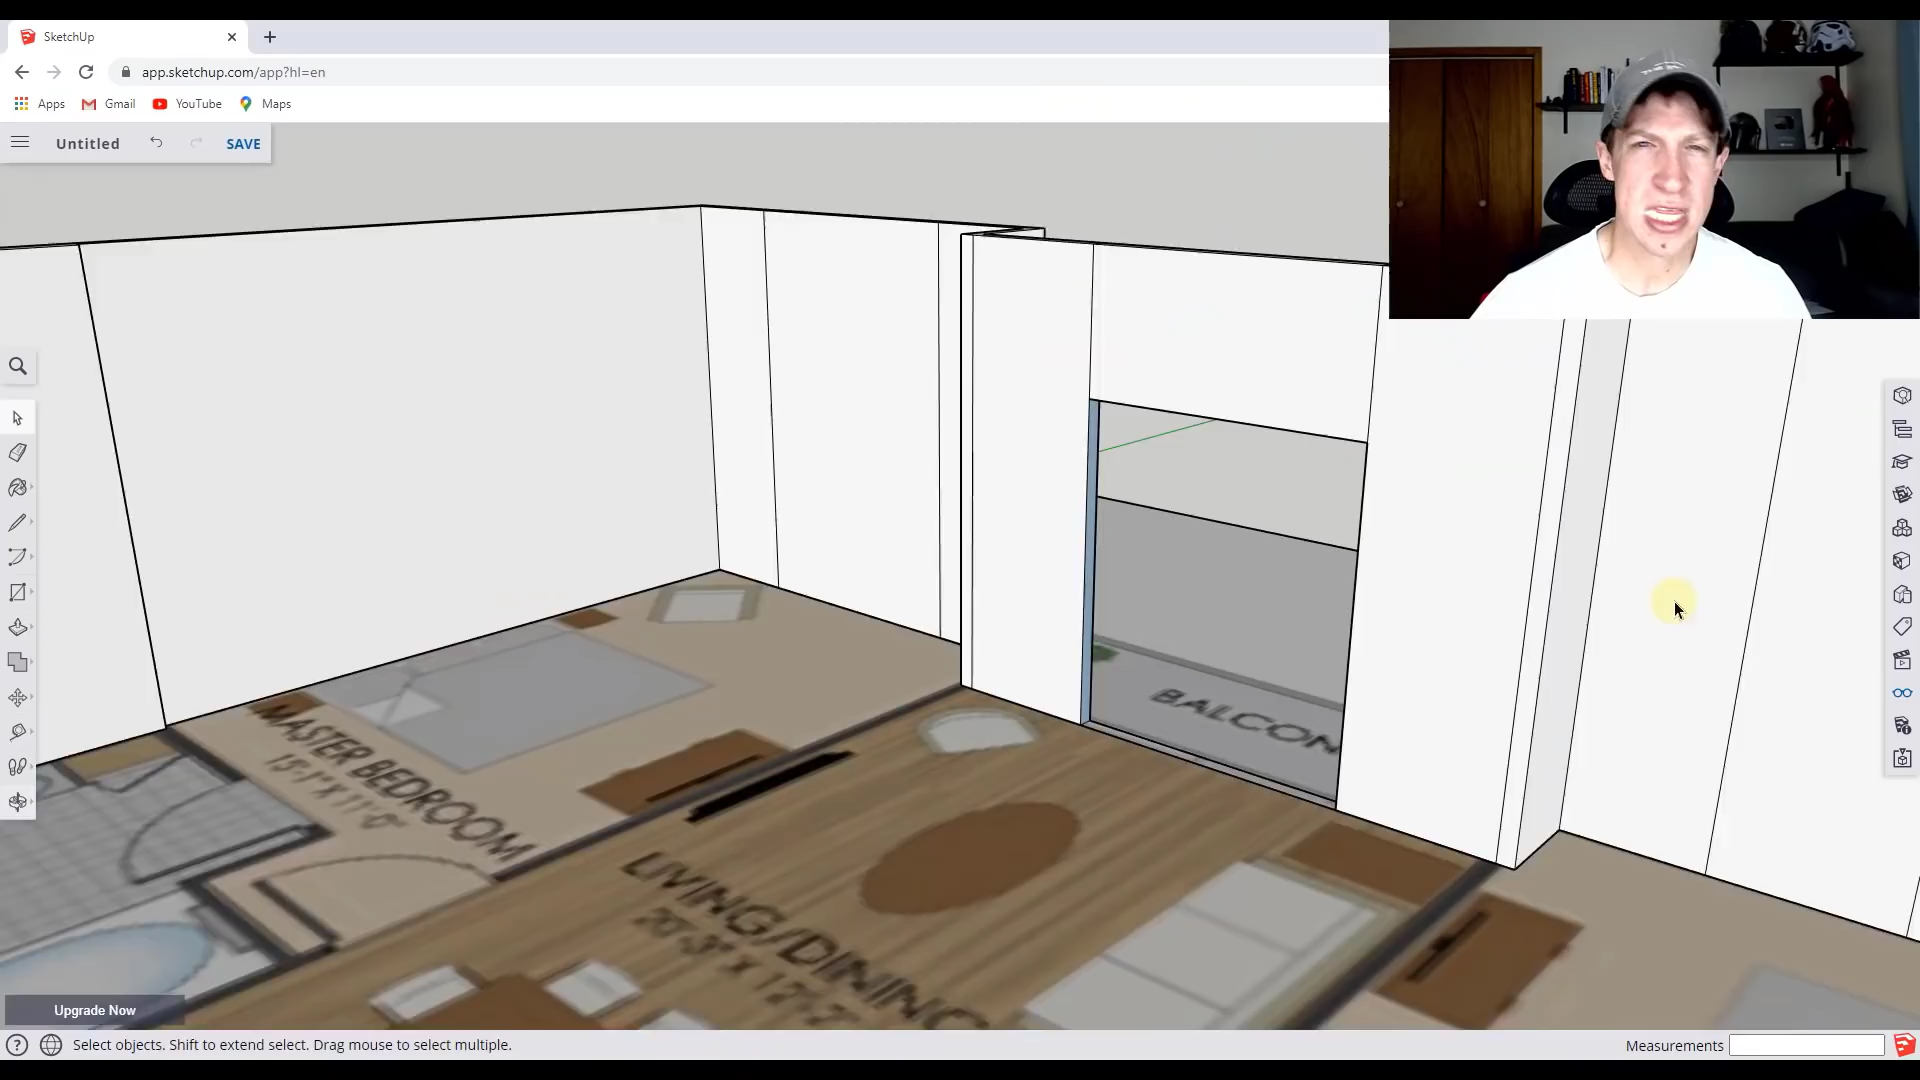 SketchUp
app.sketchup.com/app?hl=en
Apps Gmail YouTube Maps
Untitled SAVE
MASTER BEDROOM
BALCON
LIVING/DINING
Upgrade Now
Select objects. Shift to extend select. Drag mouse to select multiple.
Measurements